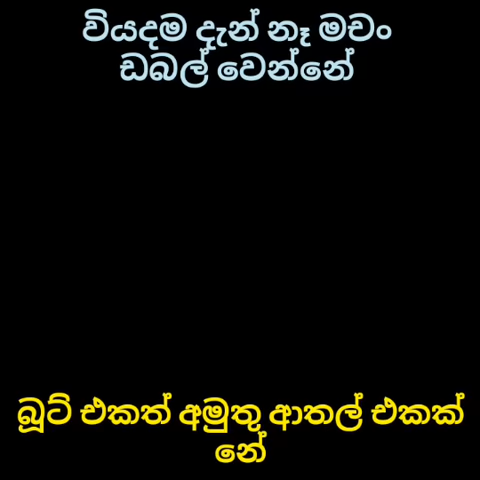 වියදම දැන් නෑ මචං
ඩබල් වෙන්නේ
බූට් එකත් අමුතු ආතල් එකක්
නේ